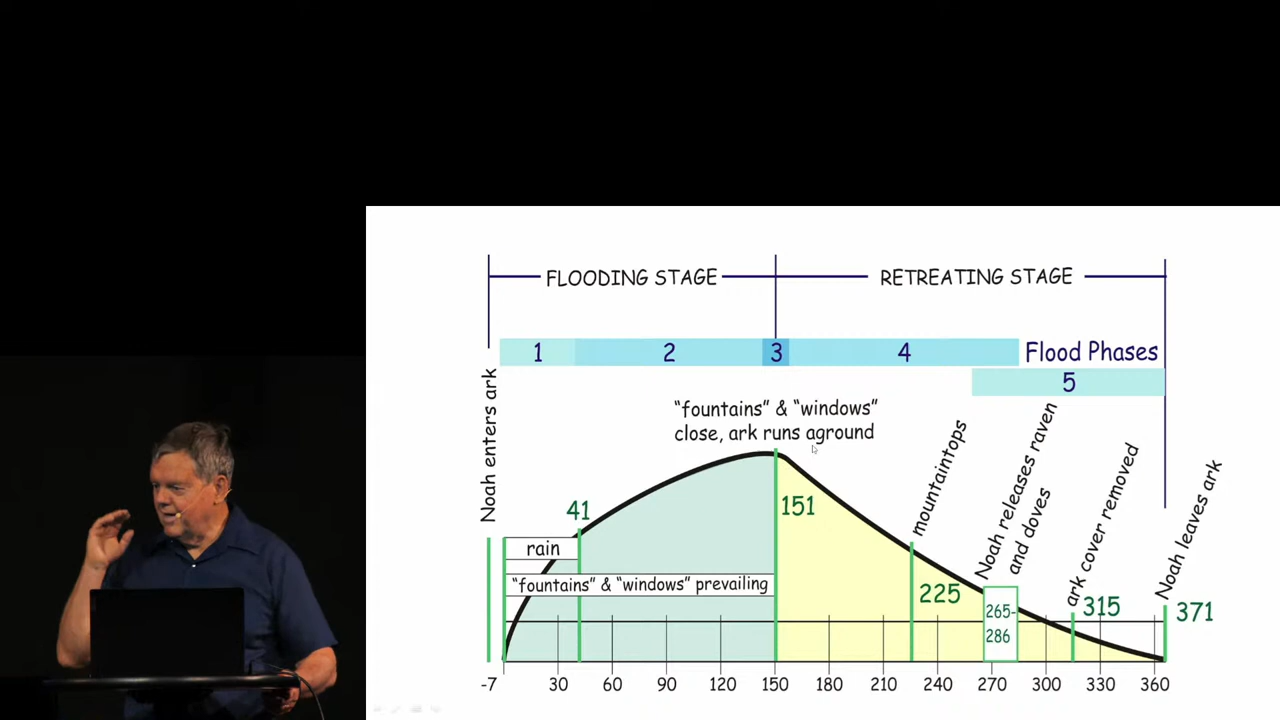 FLOODING STAGE
RETREATING STAGE
1
2
3
4
Flood Phases
5
Noah enters ark
"fountains" & "windows"
close, ark runs aground
mountaintops
Noah releases raven
and doves
ark cover removed
Noah leaves ark
41
151
225
265-
286
315
371
rain
"fountains" & "windows" prevailing
-7 30 60 90 120 150 180 210 240 270 300 330 360